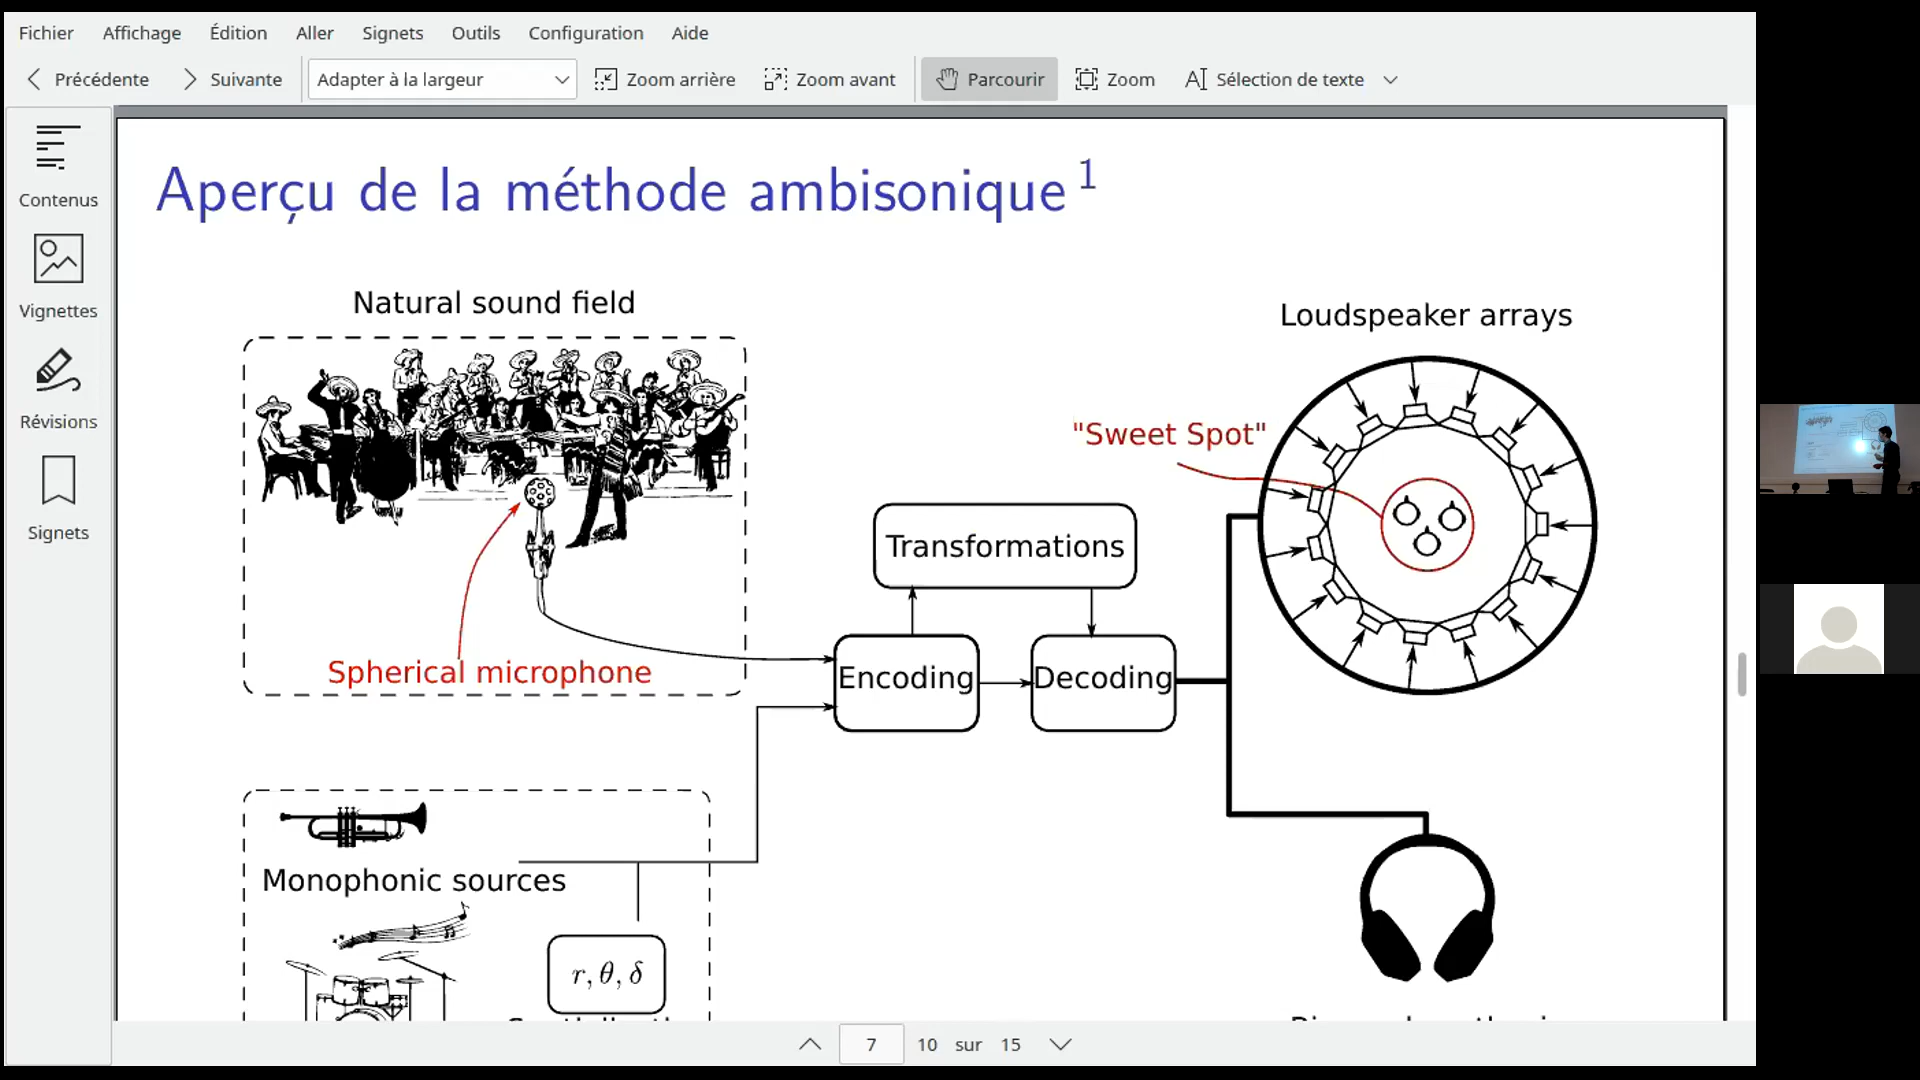 Fichier Affichage Édition Aller Signets Outils Configuration Aide
Précédente Suivante Adapter à la largeur Zoom arrière Zoom avant Parcourir Zoom Sélection de texte
Contenus
Vignettes
Révisions
Signets
Aperçu de la méthode ambisonique 1
Natural sound field
Loudspeaker arrays
"Sweet Spot"
Transformations
Spherical microphone
Encoding
Decoding
Monophonic sources
r, θ, δ
7 10 sur 15